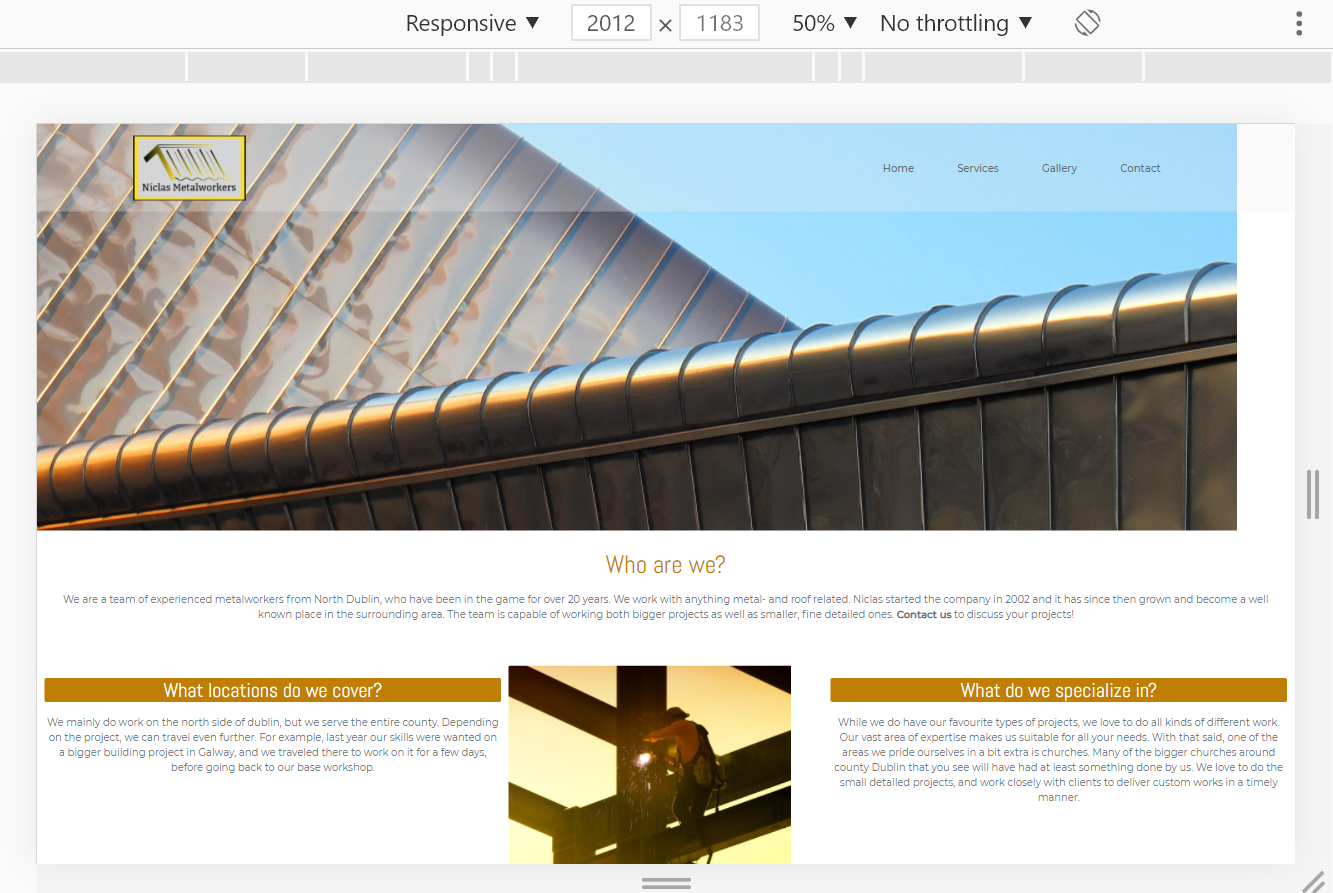 Responsive ▼ 2012 × 1183 50% ▼ No throttling ▼
Niclas Metalworkers
Home Services Gallery Contact
Who are we?
We are a team of experienced metalworkers from North Dublin, who have been in the game for over 20 years. We work with anything metal- and roof related. Niclas started the company in 2002 and it has since then grown and become a well
known place in the surrounding area. The team is capable of working both bigger projects as well as smaller, fine detailed ones. Contact us to discuss your projects!
What locations do we cover?
We mainly do work on the north side of dublin, but we serve the entire county. Depending
on the project, we can travel even further. For example, last year our skills were wanted on
a bigger building project in Galway, and we traveled there to work on it for a few days,
before going back to our base workshop.
What do we specialize in?
While we do have our favourite types of projects, we love to do all kinds of different work.
Our vast area of expertise makes us suitable for all your needs. With that said, one of the
areas we pride ourselves in a bit extra is churches. Many of the bigger churches around
county Dublin that you see will have had at least something done by us. We love to do the
small detailed projects, and work closely with clients to deliver custom works in a timely
manner.